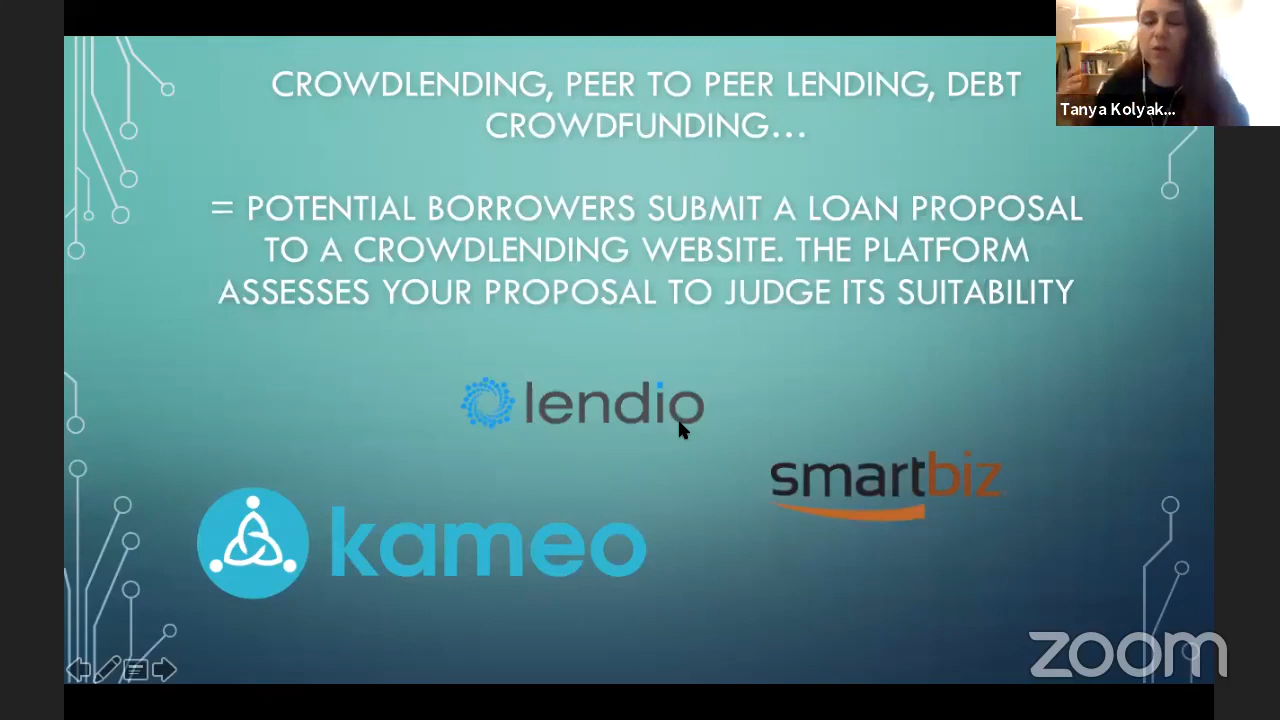 CROWDLENDING, PEER TO PEER LENDING, DEBT
CROWDFUNDING...
= POTENTIAL BORROWERS SUBMIT A LOAN PROPOSAL
TO A CROWDLENDING WEBSITE. THE PLATFORM
ASSESSES YOUR PROPOSAL TO JUDGE ITS SUITABILITY
Tanya Kolyak...
lendio
smartbiz
kameo
zoom